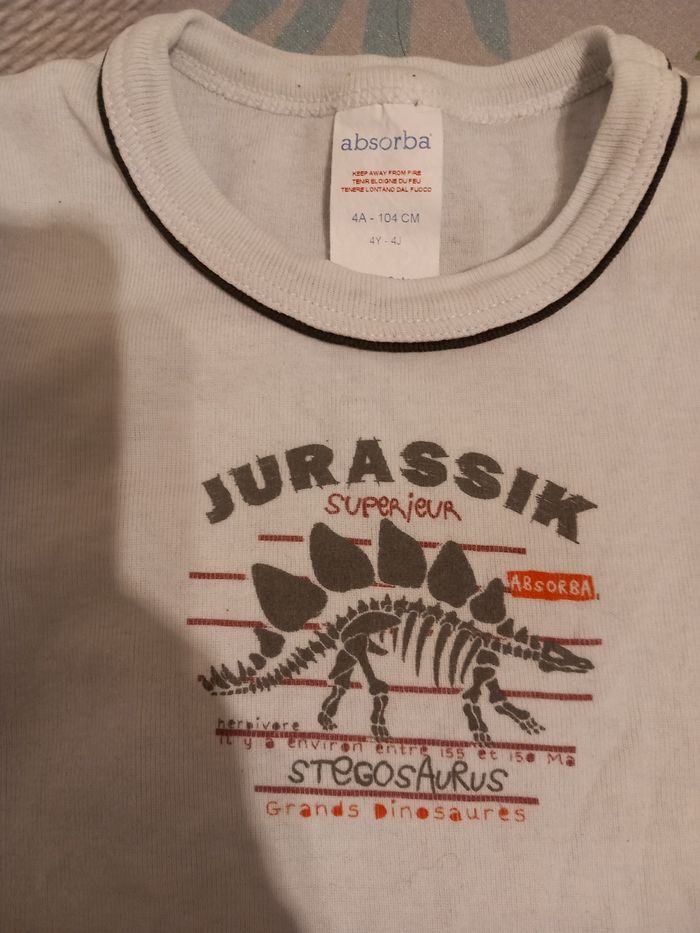 absorba
KEEP AWAY FROM FIRE
TENIR ELOIGNE DU FEU
TENERE LONTANO DAL FUOCO
4A - 104 CM
4Y - 4J
JURASSIK
SUPERIEUR
ABSORBA
herbivore
Il y a environ entre 155 et 150 Ma
STEGOSAURUS
Grands Dinosaures